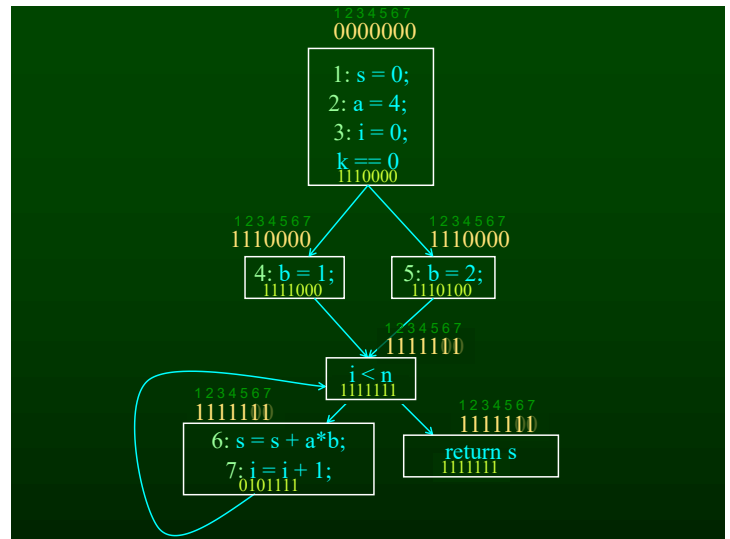 1 2 3 4 5 6 7
0000000
1: s = 0;
2: a = 4;
3: i = 0;
k == 0
1110000
1 2 3 4 5 6 7
1110000
4: b = 1;
1111000
1 2 3 4 5 6 7
1110000
5: b = 2;
1110100
1 2 3 4 5 6 7
i < n
1111111
1 2 3 4 5 6 7
6: s = s + a*b;
7: i = i + 1;
0101111
1 2 3 4 5 6 7
return s
1111111